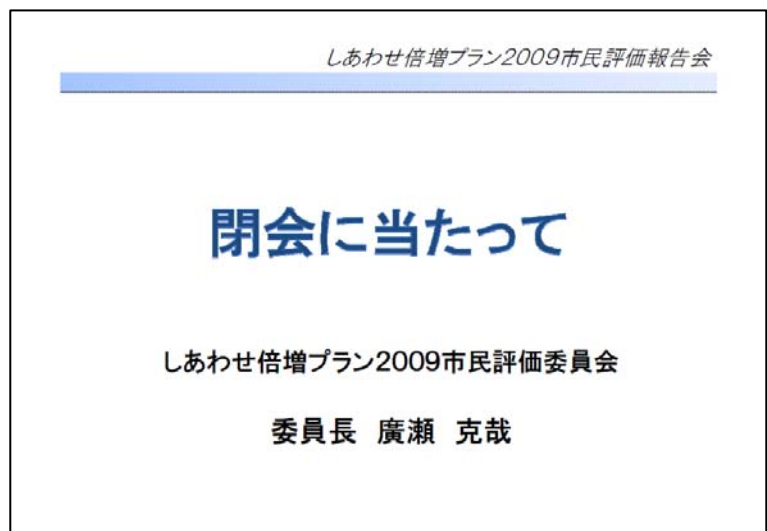 しあわせ倍増プラン2009市民評価報告会
閉会に当たって
しあわせ倍増プラン2009市民評価委員会
委員長　廣瀬　克哉